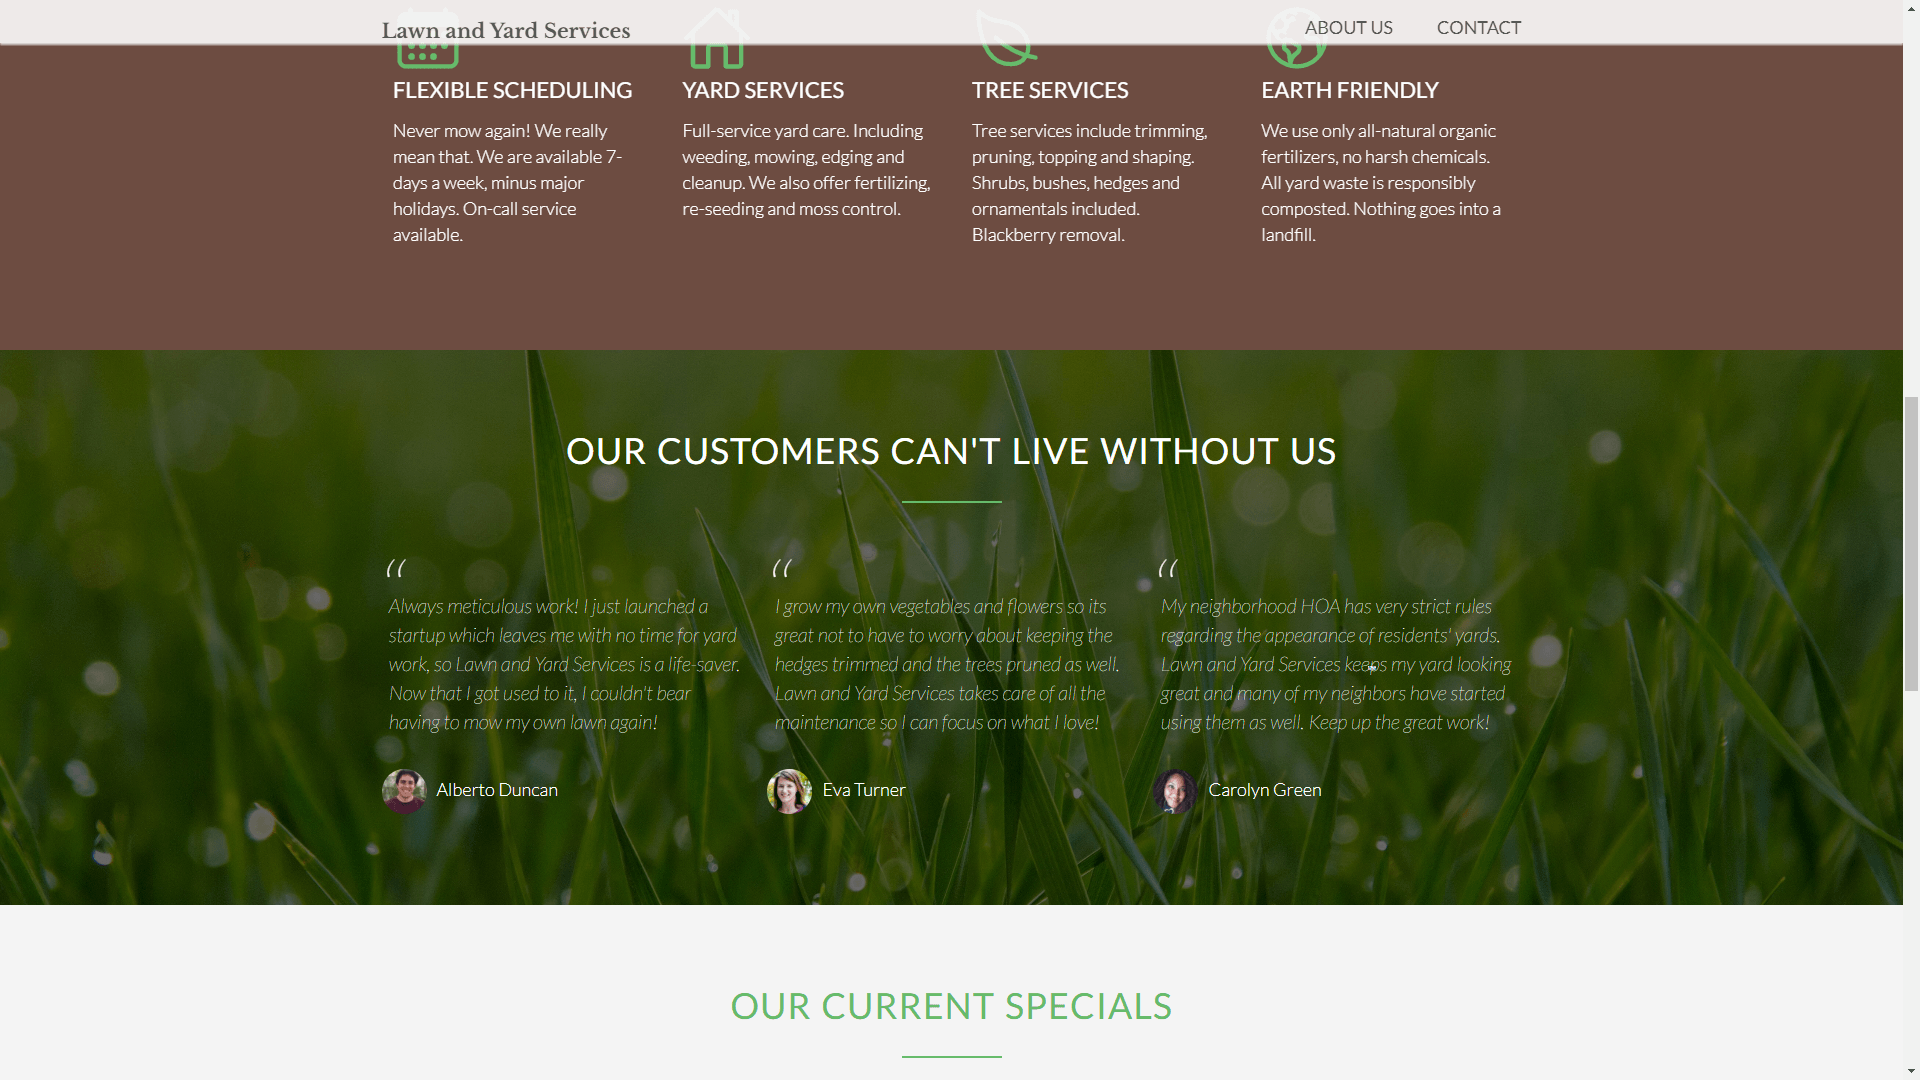 Lawn and Yard Services
ABOUT US
CONTACT
FLEXIBLE SCHEDULING
Never mow again! We really
mean that. We are available 7-
days a week, minus major
holidays. On-call service
available.
YARD SERVICES
Full-service yard care. Including
weeding, mowing, edging and
cleanup. We also offer fertilizing,
re-seeding and moss control.
TREE SERVICES
Tree services include trimming,
pruning, topping and shaping.
Shrubs, bushes, hedges and
ornamentals included.
Blackberry removal.
EARTH FRIENDLY
We use only all-natural organic
fertilizers, no harsh chemicals.
All yard waste is responsibly
composted. Nothing goes into a
landfill.
OUR CUSTOMERS CAN'T LIVE WITHOUT US
“
Always meticulous work! I just launched a
startup which leaves me with no time for yard
work, so Lawn and Yard Services is a life-saver.
Now that I got used to it, I couldn't bear
having to mow my own lawn again!
Alberto Duncan
“
I grow my own vegetables and flowers so its
great not to have to worry about keeping the
hedges trimmed and the trees pruned as well.
Lawn and Yard Services takes care of all the
maintenance so I can focus on what I love!
Eva Turner
“
My neighborhood HOA has very strict rules
regarding the appearance of residents' yards.
Lawn and Yard Services keeps my yard looking
great and many of my neighbors have started
using them as well. Keep up the great work!
Carolyn Green
OUR CURRENT SPECIALS